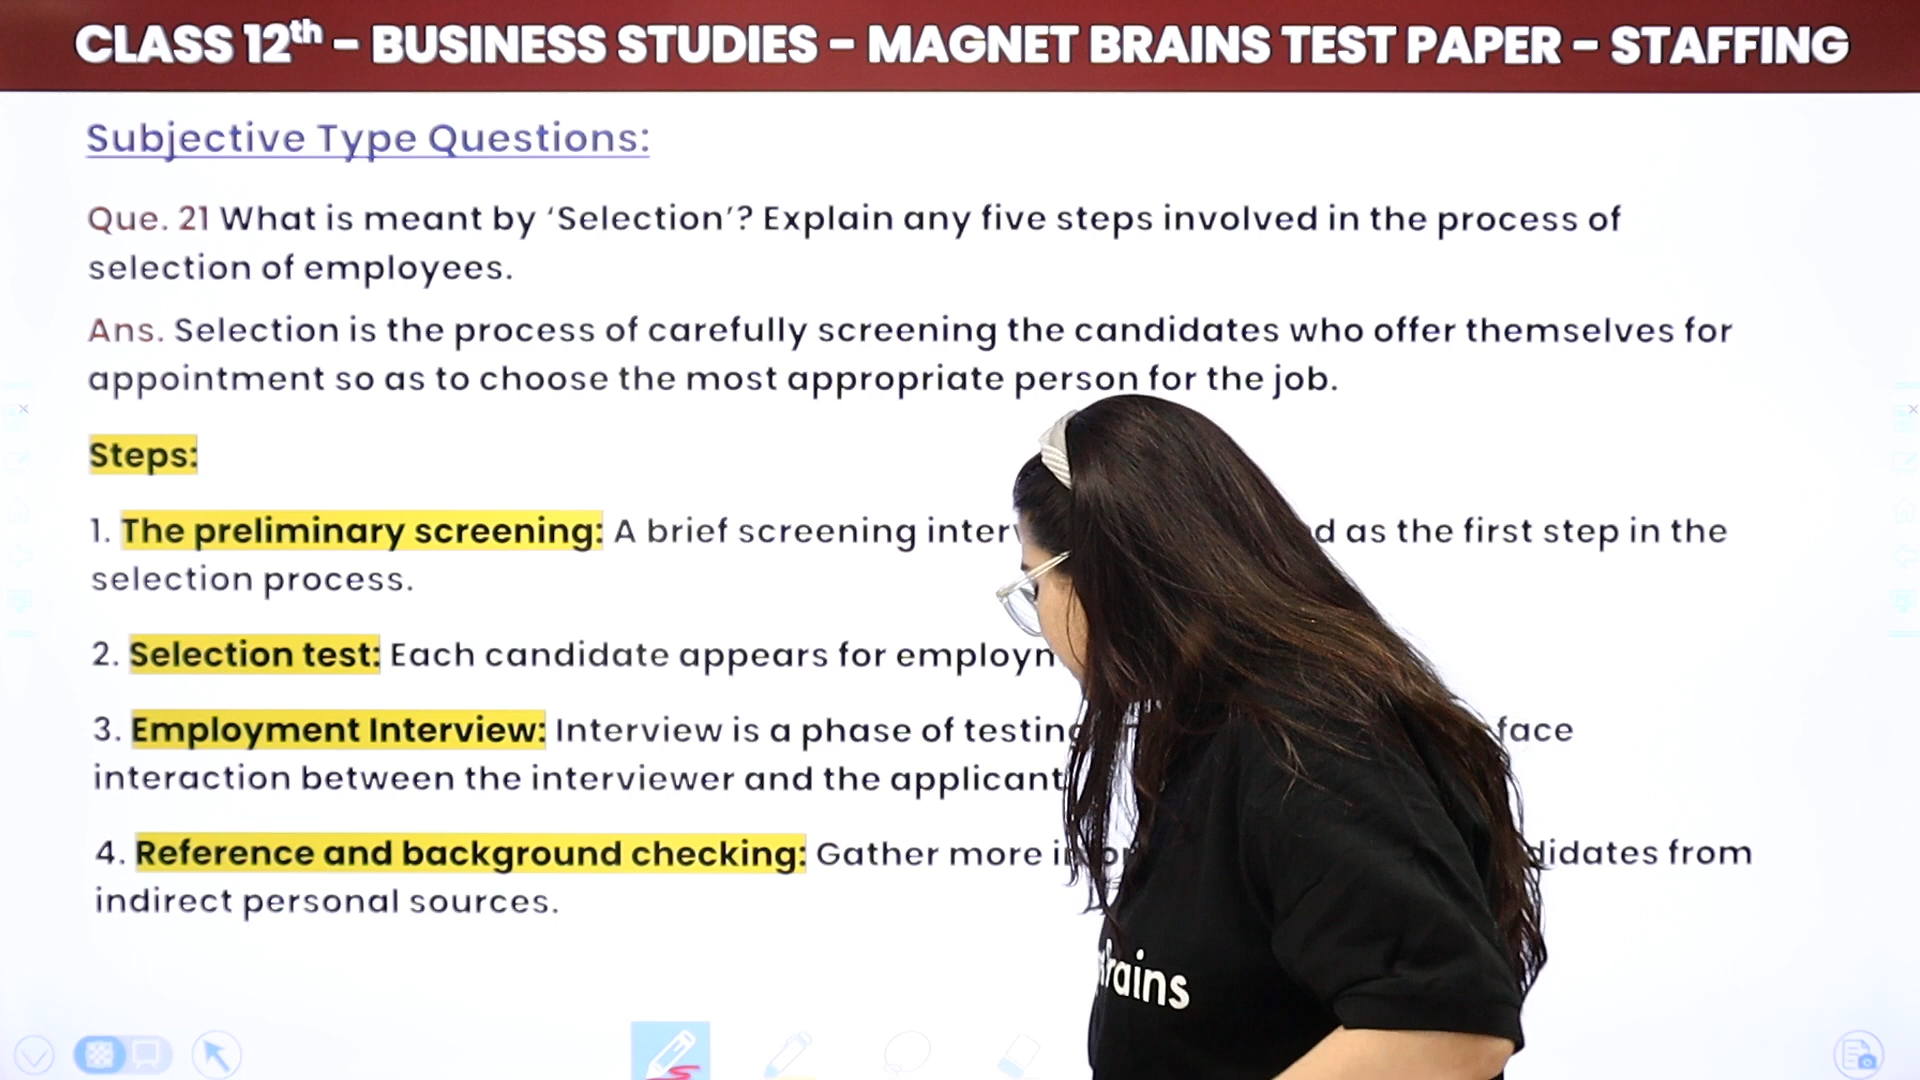 CLASS 12th – BUSINESS STUDIES – MAGNET BRAINS TEST PAPER – STAFFING
Subjective Type Questions:
Que. 21 What is meant by ‘Selection’? Explain any five steps involved in the process of
selection of employees.
Ans. Selection is the process of carefully screening the candidates who offer themselves for
appointment so as to choose the most appropriate person for the job.
Steps:
1. The preliminary screening: A brief screening as the first step in the
selection process.
2. Selection test: Each candidate appears for
3. Employment Interview: Interview is a phase of face
interaction between the interviewer and the applicant
4. Reference and background checking: Gather more from
indirect personal sources.